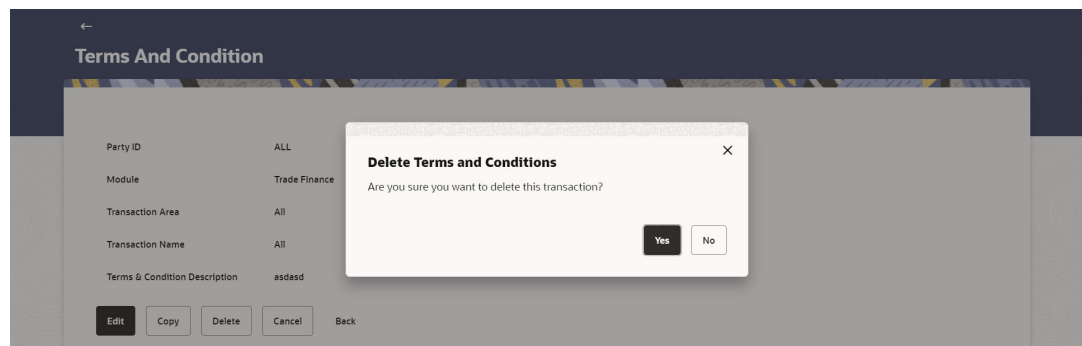 ←
Terms And Condition
Party ID ALL
Module Trade Finance
Transaction Area All
Transaction Name All
Terms & Condition Description asdasd
Delete Terms and Conditions
Are you sure you want to delete this transaction?
Yes No
Edit Copy Delete Cancel Back